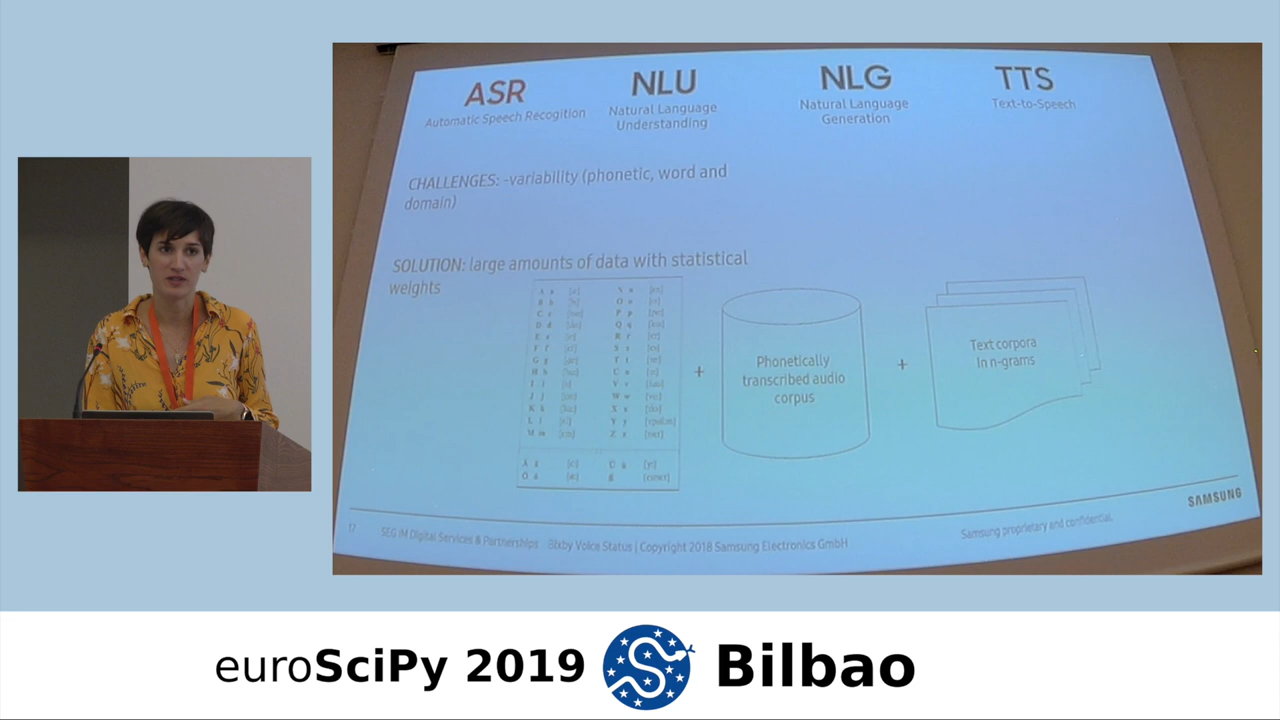 ASR
Automatic Speech Recogition
NLU
Natural Language
Understanding
NLG
Natural Language
Generation
TTS
Text-to-Speech
CHALLENGES: -variability (phonetic, word and
domain)
SOLUTION: large amounts of data with statistical
weights
+
Phonetically
transcribed audio
corpus
+
Text corpora
In n-grams
SAMSUNG
17
SEG IM Digital Services & Partnerships
Bixby Voice Status | Copyright 2018 Samsung Electronics GmbH
Samsung proprietary and confidential.
euroSciPy 2019
Bilbao